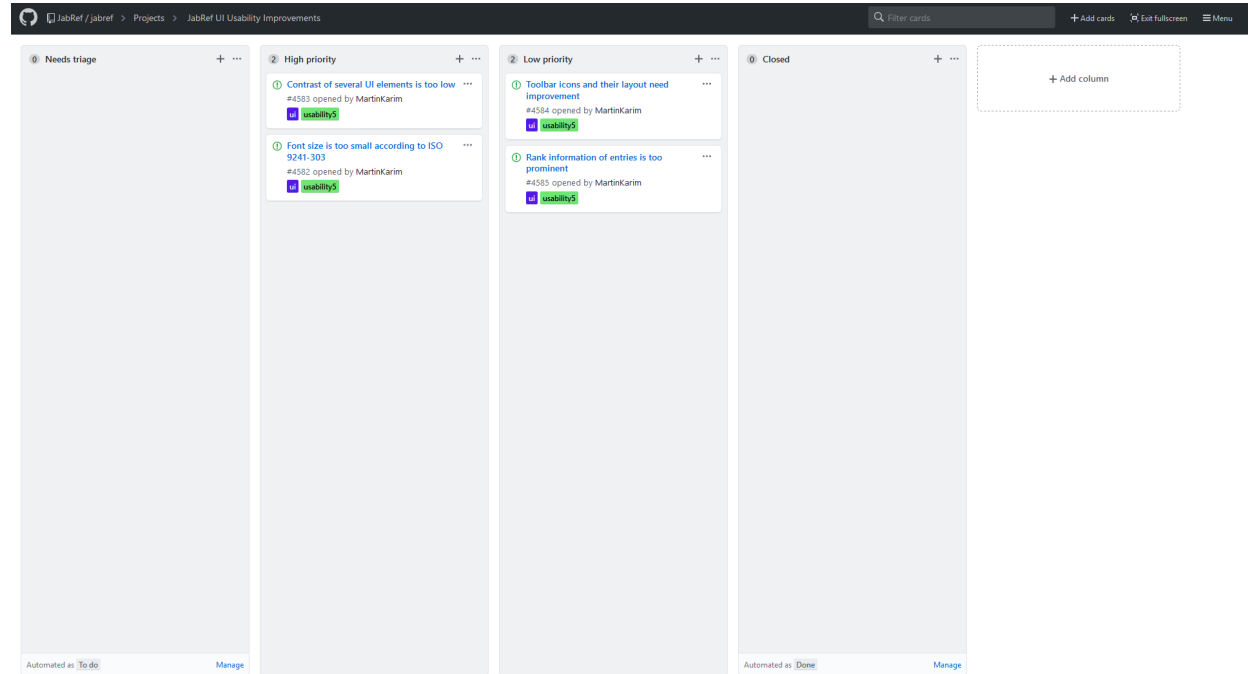 JabRef / jabref > Projects > JabRef UI Usability Improvements
Filter cards
+ Add cards
Exit fullscreen
Menu
0 Needs triage + ...
Automated as To do Manage
2 High priority + ...
Contrast of several UI elements is too low ...
#4583 opened by MartinKarim
ui usability5
Font size is too small according to ISO ...
9241-303
#4582 opened by MartinKarim
ui usability5
2 Low priority + ...
Toolbar icons and their layout need ...
improvement
#4584 opened by MartinKarim
ui usability5
Rank information of entries is too ...
prominent
#4585 opened by MartinKarim
ui usability5
0 Closed + ...
Automated as Done Manage
+ Add column